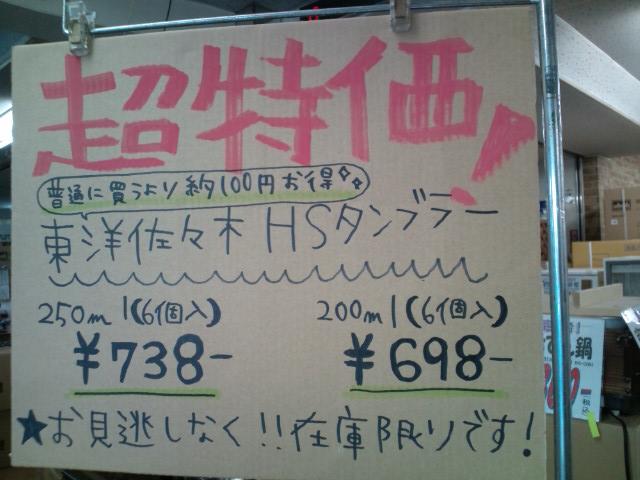 超特価!
普通に買うより約100円お得
東洋佐々木 HSタンブラー
250ml(6個入) 200ml(6個入)
¥738- ¥698-
★お見逃しなく!!在庫限りです!
鍋